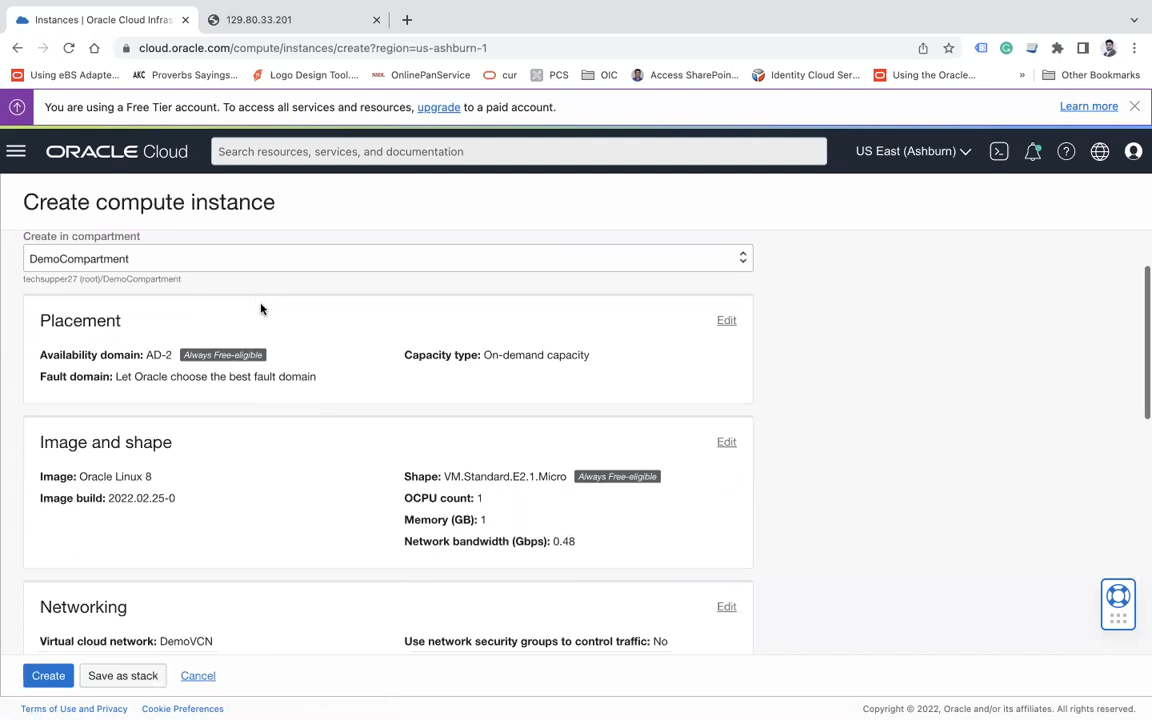 Instances | Oracle Cloud Infras
129.80.33.201
cloud.oracle.com/compute/instances/create?region=us-ashburn-1
Using eBS Adapte...
AKC Proverbs Sayings...
Logo Design Tool....
OnlinePanService
cur
PCS
OIC
Access SharePoin...
Identity Cloud Ser...
Using the Oracle...
»
Other Bookmarks
You are using a Free Tier account. To access all services and resources, upgrade to a paid account.
Learn more
ORACLE Cloud
Search resources, services, and documentation
US East (Ashburn)
Create compute instance
Create in compartment
DemoCompartment
techsupper27 (root)/DemoCompartment
Placement
Edit
Availability domain: AD-2 Always Free-eligible
Capacity type: On-demand capacity
Fault domain: Let Oracle choose the best fault domain
Image and shape
Edit
Image: Oracle Linux 8
Shape: VM.Standard.E2.1.Micro Always Free-eligible
Image build: 2022.02.25-0
OCPU count: 1
Memory (GB): 1
Network bandwidth (Gbps): 0.48
Networking
Edit
Virtual cloud network: DemoVCN
Use network security groups to control traffic: No
Create
Save as stack
Cancel
Terms of Use and Privacy
Cookie Preferences
Copyright © 2022, Oracle and/or its affiliates. All rights reserved.